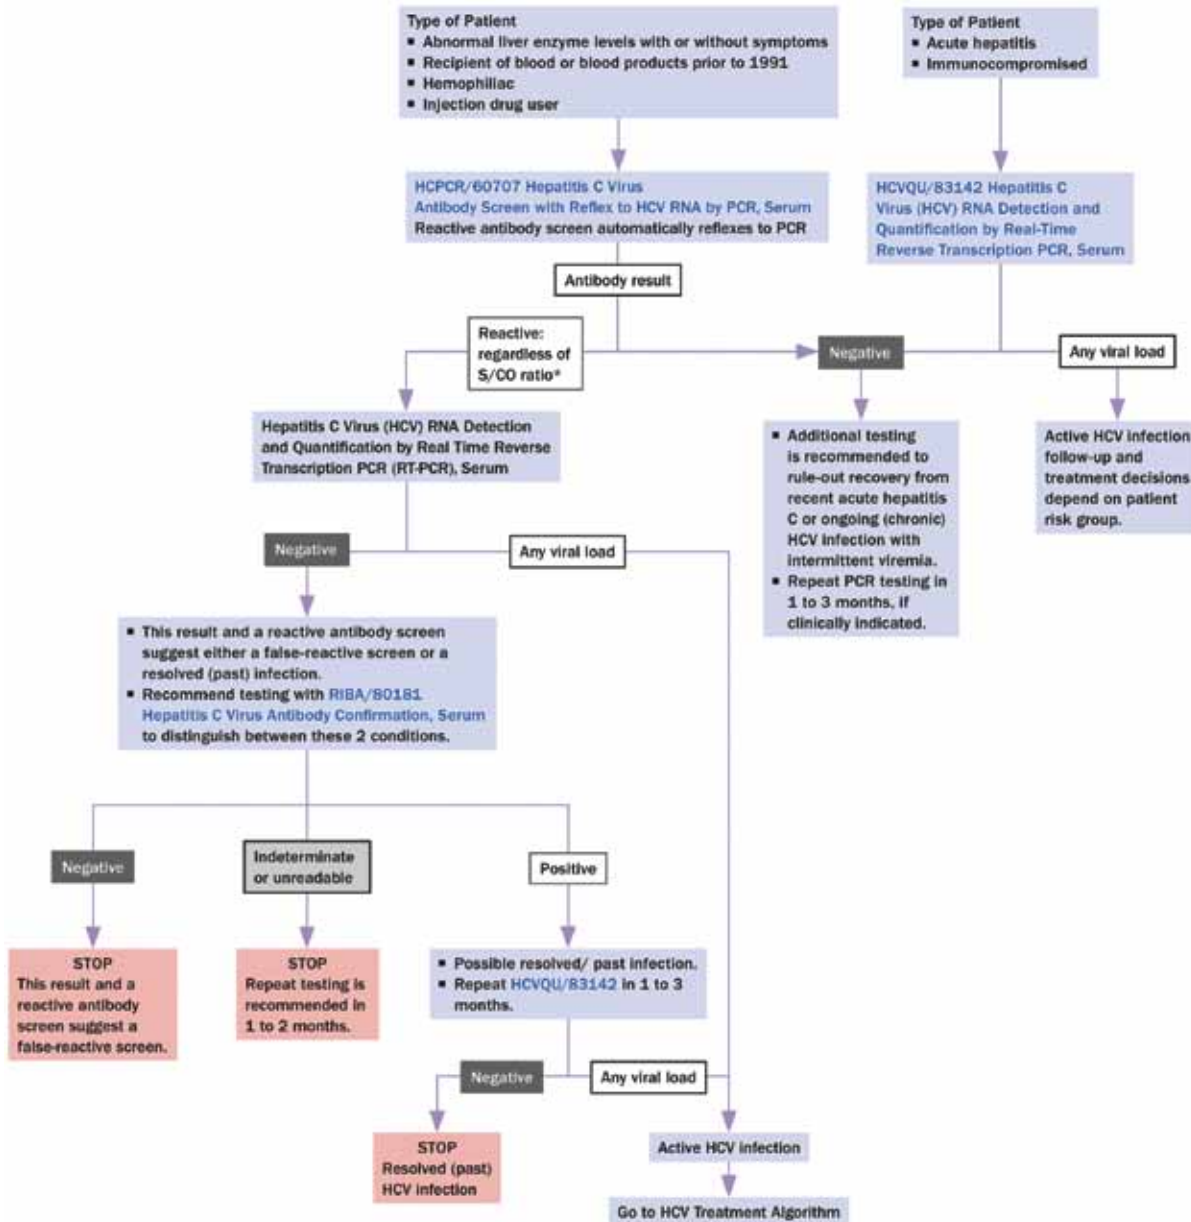 Type of Patient
▪ Abnormal liver enzyme levels with or without symptoms
▪ Recipient of blood or blood products prior to 1991
▪ Hemophiliac
▪ Injection drug user
Type of Patient
▪ Acute hepatitis
▪ Immunocompromised
HCPCR/60707 Hepatitis C Virus
Antibody Screen with Reflex to HCV RNA by PCR, Serum
Reactive antibody screen automatically reflexes to PCR
HCVQU/83142 Hepatitis C
Virus (HCV) RNA Detection and
Quantification by Real-Time
Reverse Transcription PCR, Serum
Antibody result
Reactive:
regardless of
S/CO ratio*
Negative
Any viral load
Hepatitis C Virus (HCV) RNA Detection
and Quantification by Real Time Reverse
Transcription PCR (RT-PCR), Serum
▪ Additional testing
is recommended to
rule-out recovery from
recent acute hepatitis
C or ongoing (chronic)
HCV infection with
intermittent viremia.
▪ Repeat PCR testing in
1 to 3 months, if
clinically indicated.
Active HCV infection,
follow-up and
treatment decisions
depend on patient
risk group.
Negative
Any viral load
▪ This result and a reactive antibody screen
suggest either a false-reactive screen or a
resolved (past) infection.
▪ Recommend testing with RIBA/80181
Hepatitis C Virus Antibody Confirmation, Serum
to distinguish between these 2 conditions.
Negative
Indeterminate
or unreadable
Positive
STOP
This result and a
reactive antibody
screen suggest a
false-reactive screen.
STOP
Repeat testing is
recommended in
1 to 2 months.
▪ Possible resolved/ past infection.
▪ Repeat HCVQU/83142 in 1 to 3
months.
Negative
Any viral load
STOP
Resolved (past)
HCV infection
Active HCV infection
Go to HCV Treatment Algorithm